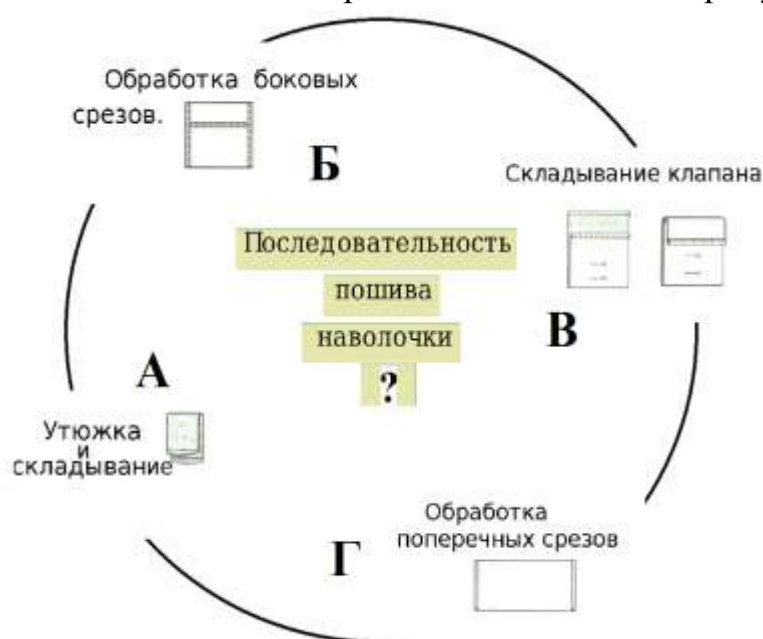 Обработка боковых
срезов.
Б
Складывание клапана
Последовательность
пошива
наволочки
?
В
А
Утюжка
и
складывание
Обработка
поперечных срезов
Г